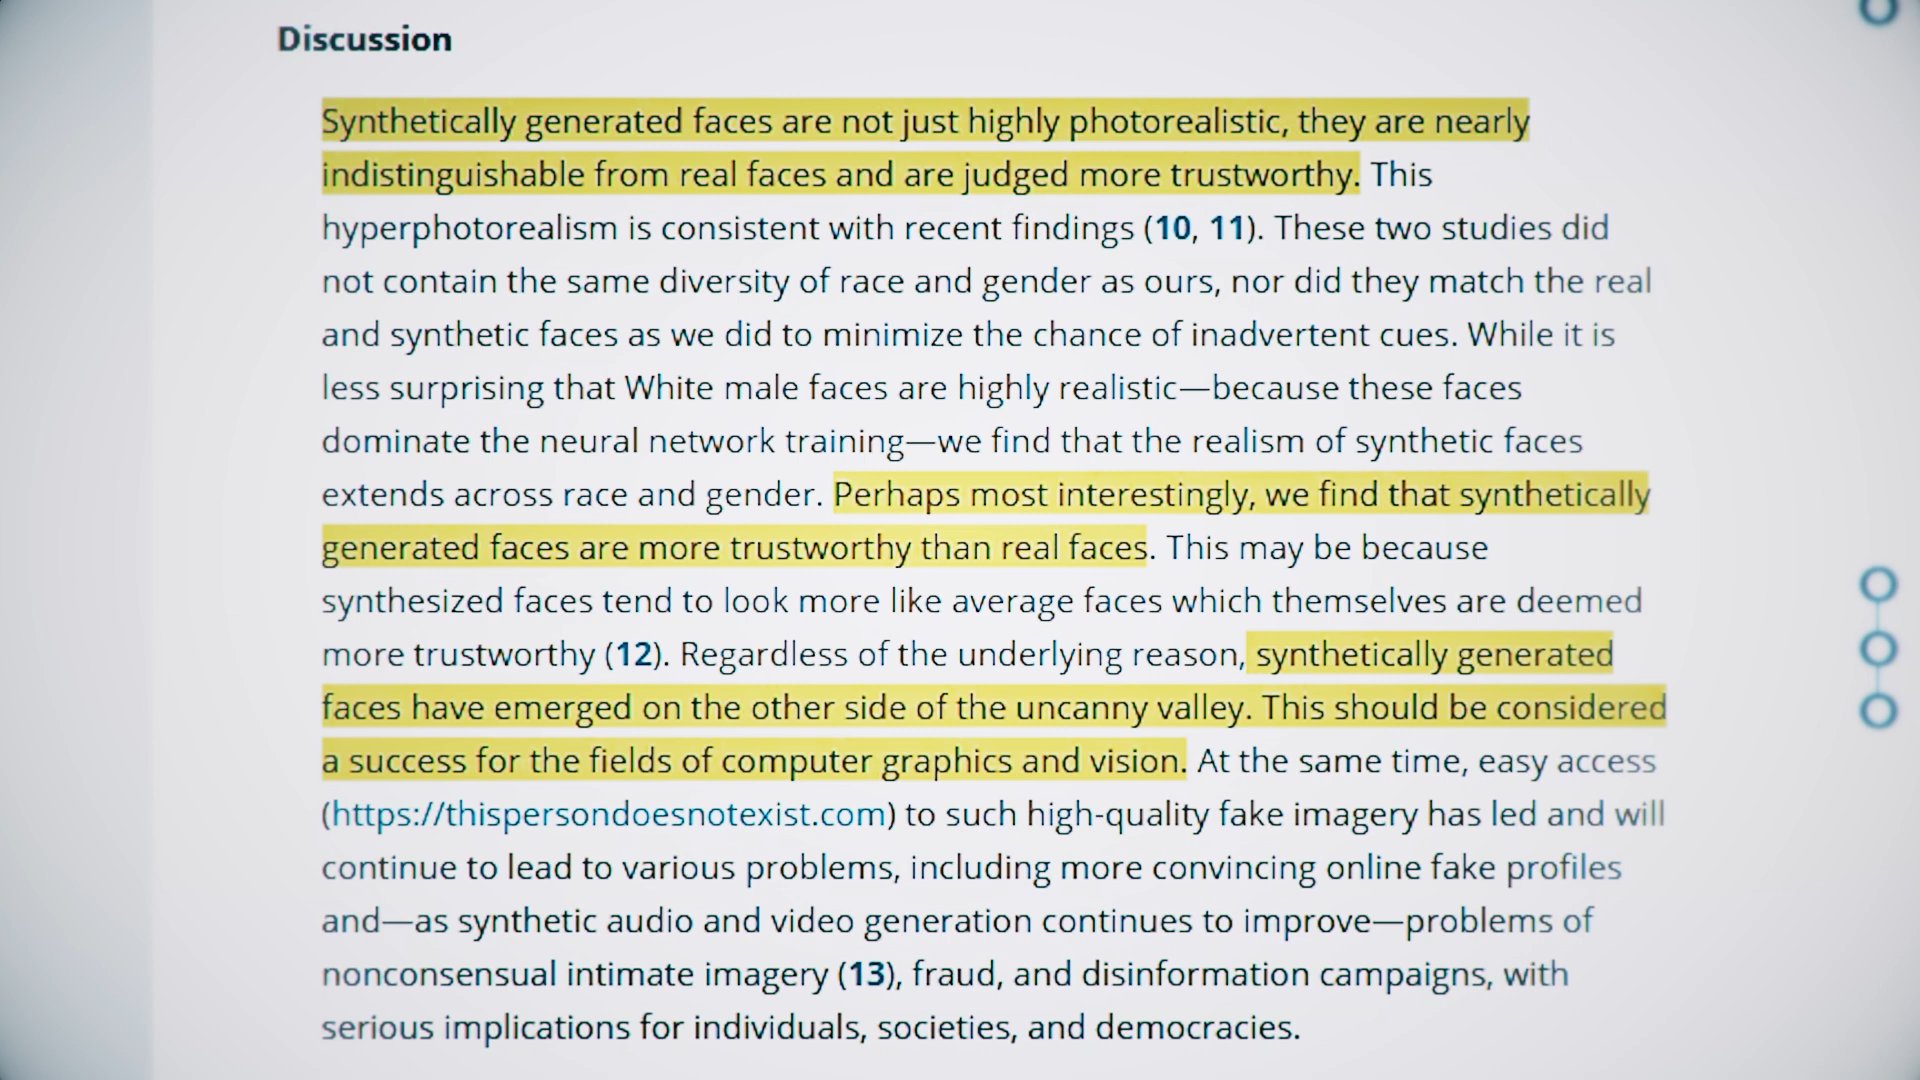 Discussion
Synthetically generated faces are not just highly photorealistic, they are nearly
indistinguishable from real faces and are judged more trustworthy. This
hyperphotorealism is consistent with recent findings (10, 11). These two studies did
not contain the same diversity of race and gender as ours, nor did they match the real
and synthetic faces as we did to minimize the chance of inadvertent cues. While it is
less surprising that White male faces are highly realistic—because these faces
dominate the neural network training—we find that the realism of synthetic faces
extends across race and gender. Perhaps most interestingly, we find that synthetically
generated faces are more trustworthy than real faces. This may be because
synthesized faces tend to look more like average faces which themselves are deemed
more trustworthy (12). Regardless of the underlying reason, synthetically generated
faces have emerged on the other side of the uncanny valley. This should be considered
a success for the fields of computer graphics and vision. At the same time, easy access
(https://thispersondoesnotexist.com) to such high-quality fake imagery has led and will
continue to lead to various problems, including more convincing online fake profiles
and—as synthetic audio and video generation continues to improve—problems of
nonconsensual intimate imagery (13), fraud, and disinformation campaigns, with
serious implications for individuals, societies, and democracies.